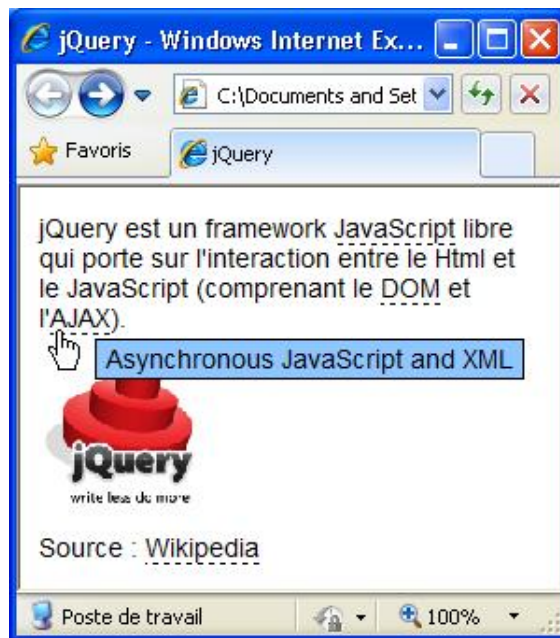 jQuery - Windows Internet Ex...
C:\Documents and Set
Favoris
jQuery
jQuery est un framework JavaScript libre
qui porte sur l'interaction entre le Html et
le JavaScript (comprenant le DOM et
l'AJAX).
Asynchronous JavaScript and XML
jQuery
write less do more
Source : Wikipedia
Poste de travail
100%